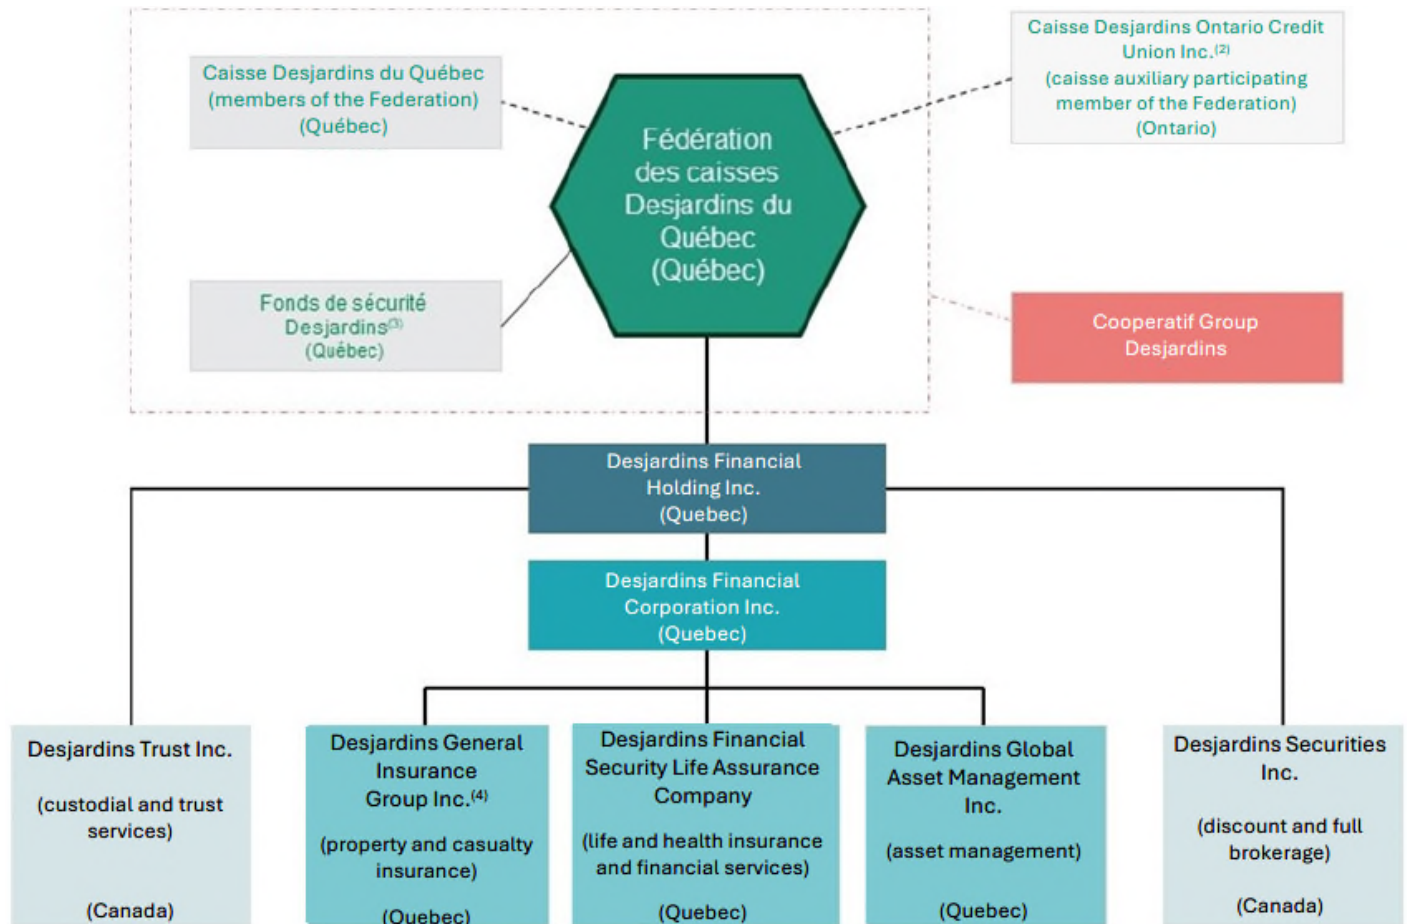 Caisse Desjardins du Québec
(members of the Federation)
(Québec)
Fédération
des caisses
Desjardins du
Québec
(Québec)
Caisse Desjardins Ontario Credit
Union Inc.(2)
(caisse auxiliary participating
member of the Federation)
(Ontario)
Fonds de sécurité
Desjardins(3)
(Québec)
Cooperatif Group
Desjardins
Desjardins Financial
Holding Inc.
(Quebec)
Desjardins Financial
Corporation Inc.
(Quebec)
Desjardins Trust Inc.
(custodial and trust
services)
(Canada)
Desjardins General
Insurance
Group Inc.(4)
(property and casualty
insurance)
(Quebec)
Desjardins Financial
Security Life Assurance
Company
(life and health insurance
and financial services)
(Quebec)
Desjardins Global
Asset Management
Inc.
(asset management)
(Quebec)
Desjardins Securities
Inc.
(discount and full
brokerage)
(Canada)